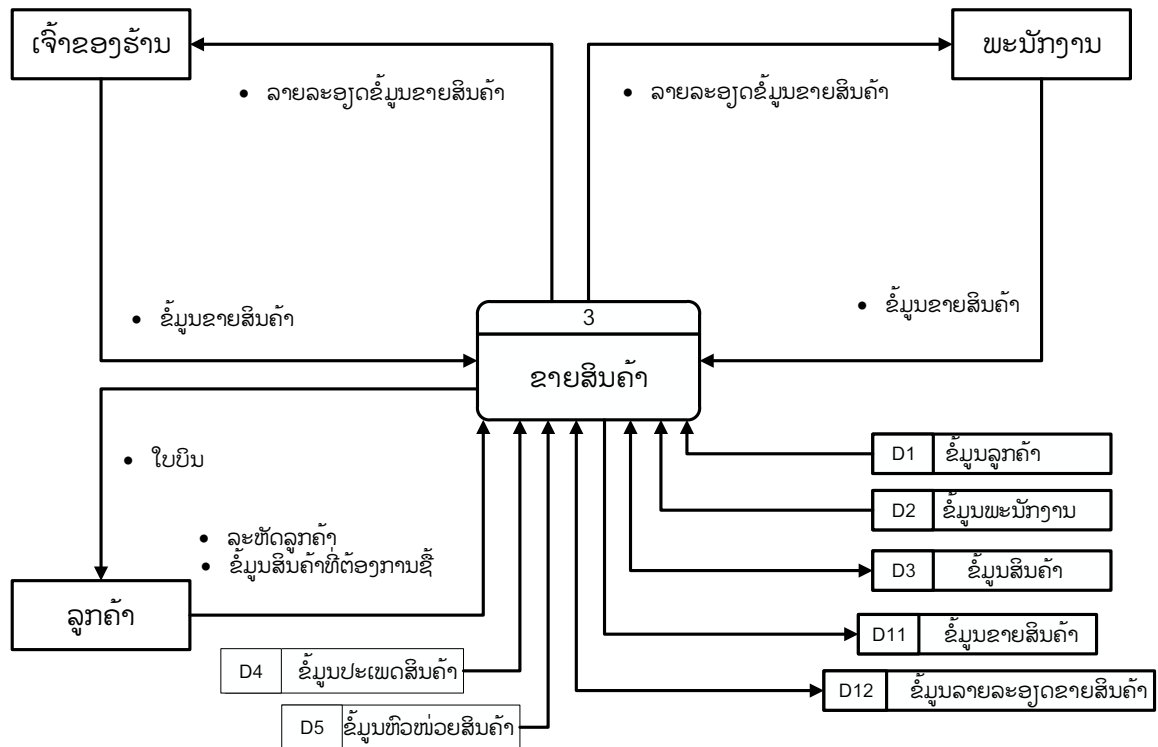 ເຈົ້າຂອງຮ້ານ
ພະນັກງານ
• ລາຍລະອຽດຂໍ້ມູນຂາຍສິນຄ້າ
• ລາຍລະອຽດຂໍ້ມູນຂາຍສິນຄ້າ
• ຂໍ້ມູນຂາຍສິນຄ້າ
• ຂໍ້ມູນຂາຍສິນຄ້າ
3
ຂາຍສິນຄ້າ
• ໃບບິນ
• ລະຫັດລູກຄ້າ
• ຂໍ້ມູນສິນຄ້າທີ່ຕ້ອງການຊື້
ລູກຄ້າ
D1 ຂໍ້ມູນລູກຄ້າ
D2 ຂໍ້ມູນພະນັກງານ
D3 ຂໍ້ມູນສິນຄ້າ
D11 ຂໍ້ມູນຂາຍສິນຄ້າ
D12 ຂໍ້ມູນລາຍລະອຽດຂາຍສິນຄ້າ
D4 ຂໍ້ມູນປະເພດສິນຄ້າ
D5 ຂໍ້ມູນຫົວໜ່ວຍສິນຄ້າ